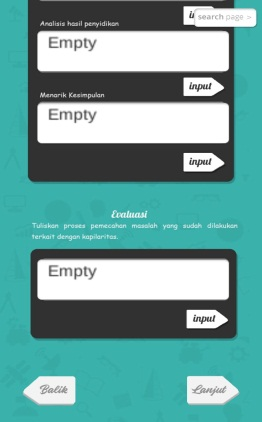 search page >
Analisis hasil penyidikan
Empty
input
Menarik Kesimpulan
Empty
input
Evaluasi
Tuliskan proses pemecahan masalah yang sudah dilakukan
terkait dengan kapilaritas.
Empty
input
Balik
Lanjut